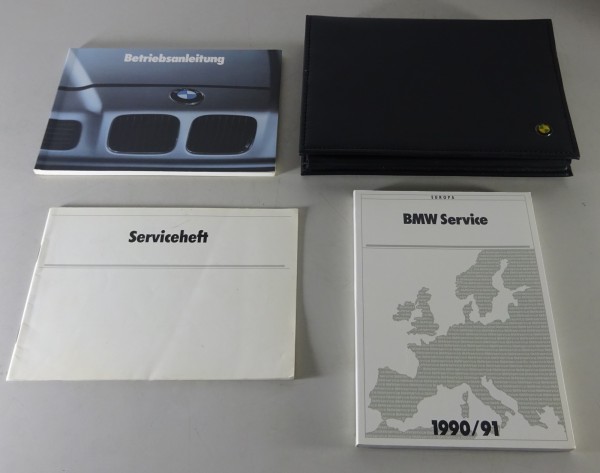 Betriebsanleitung
Serviceheft
EUROPA
BMW Service
1990/91